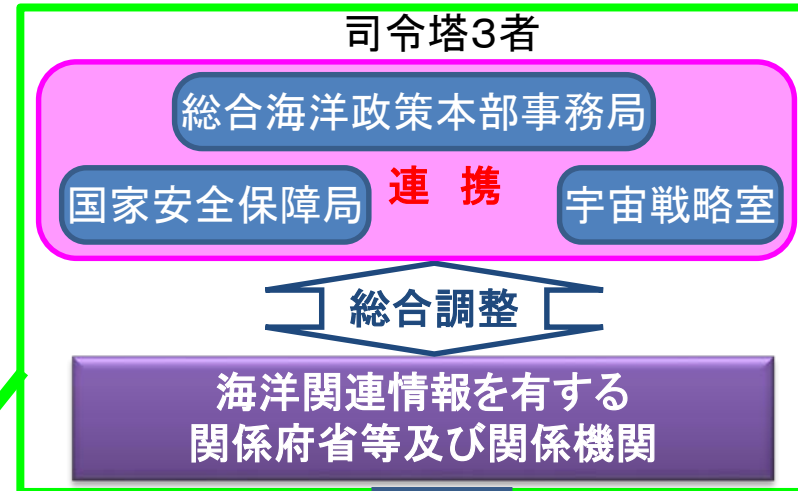 司令塔3者
総合海洋政策本部事務局
国家安全保障局
連 携
宇宙戦略室
総合調整
海洋関連情報を有する
関係府省等及び関係機関